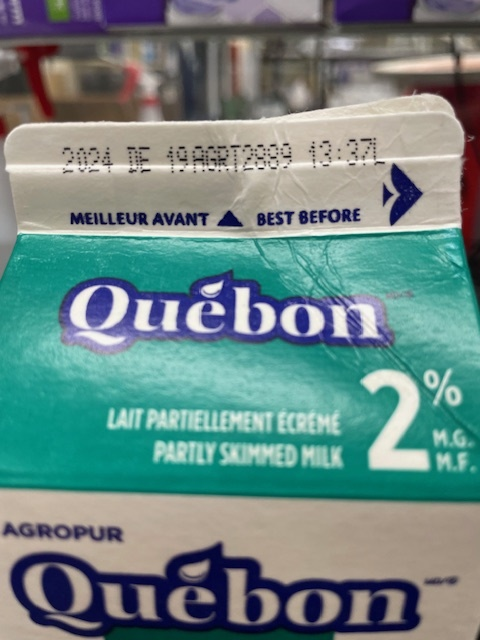 2024 DE 19AGRT2889 13:37L
MEILLEUR AVANT ▲ BEST BEFORE
Québon
LAIT PARTIELLEMENT ÉCRÉMÉ
PARTLY SKIMMED MILK
2%
M.G.
M.F.
AGROPUR
Québon